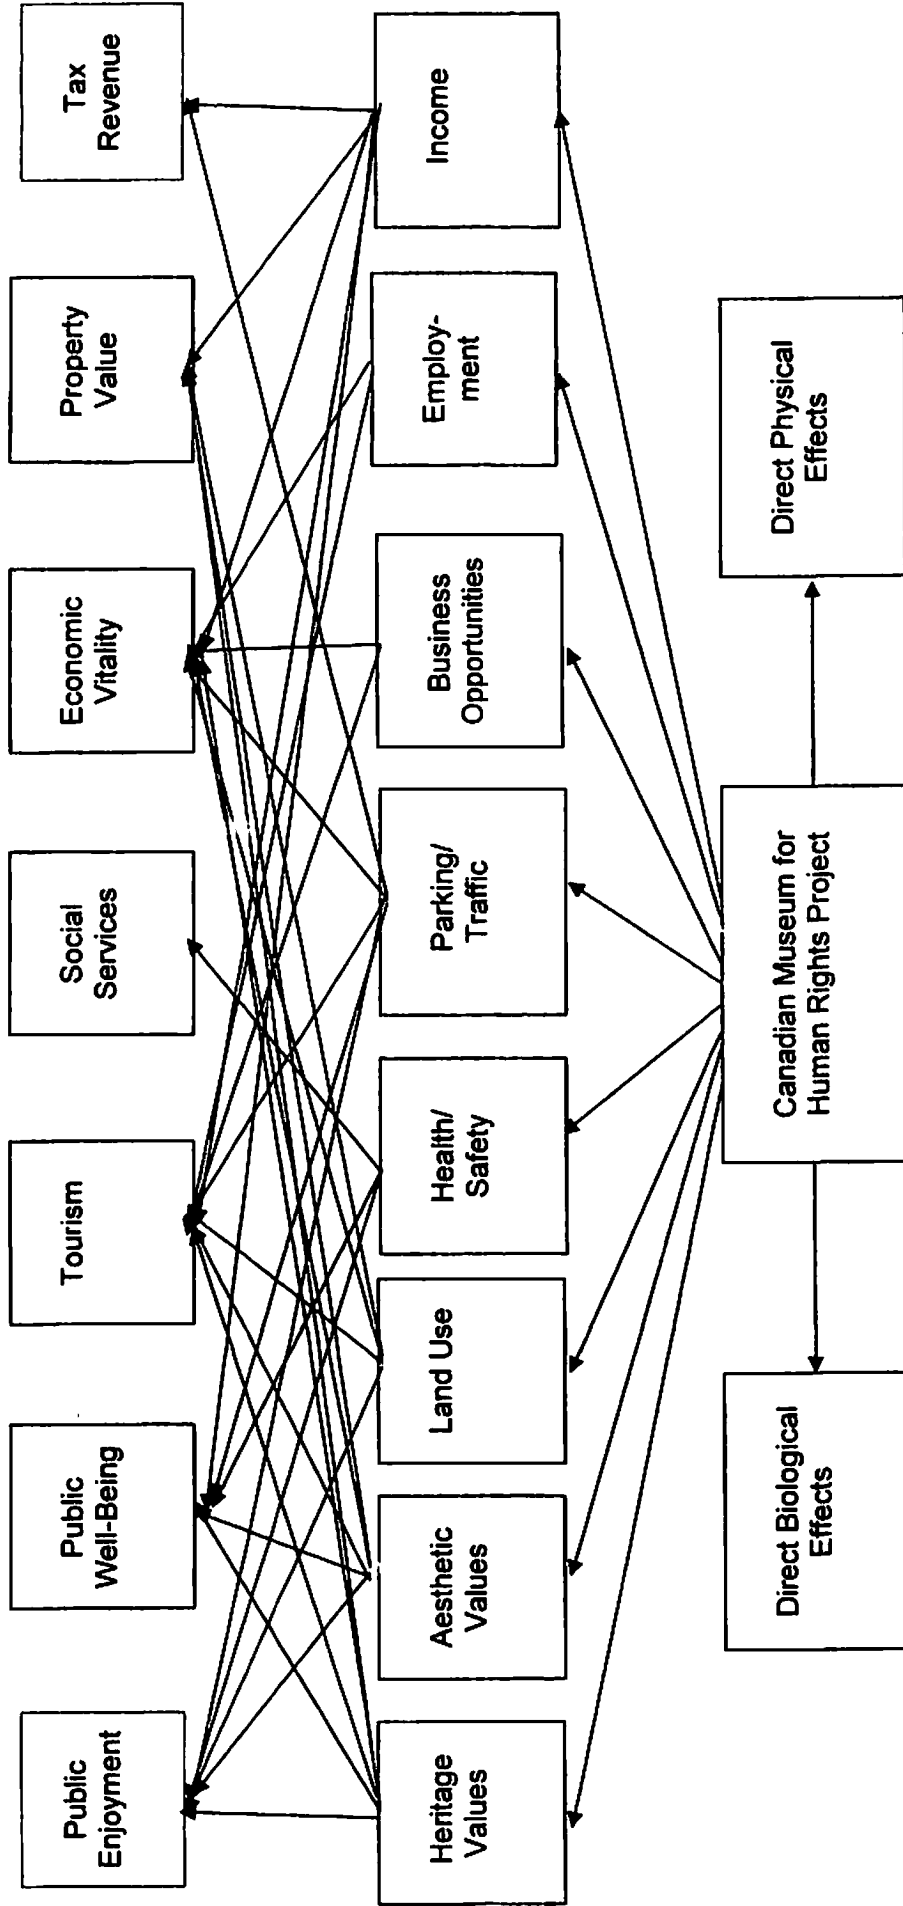 Public
Enjoyment
Public
Well-Being
Tourism
Social
Services
Economic
Vitality
Property
Value
Tax
Revenue
Heritage
Values
Aesthetic
Values
Land Use
Health/
Safety
Parking/
Traffic
Business
Opportunities
Employ-
ment
Income
Direct Biological
Effects
Canadian Museum for
Human Rights Project
Direct Physical
Effects